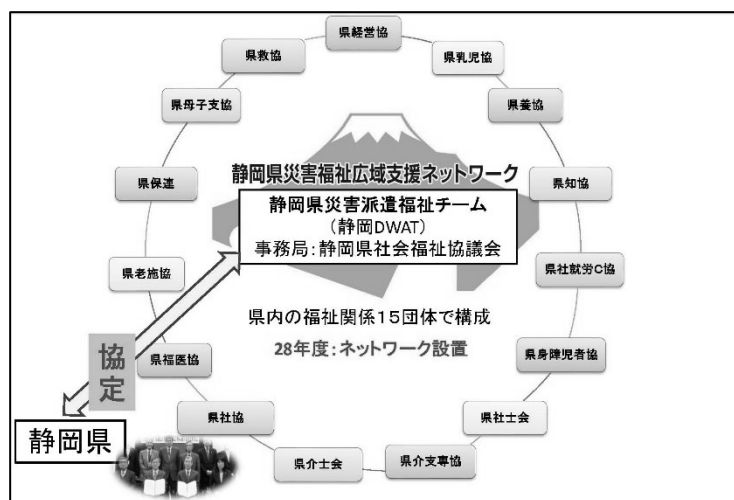 県経営協
県救協
県乳児協
県母子支協
県養協
静岡県災害福祉広域支援ネットワーク
県保連
県知協
静岡県災害派遣福祉チーム
(静岡DWAT)
事務局:静岡県社会福祉協議会
県老施協
県社就労C協
県内の福祉関係15団体で構成
28年度:ネットワーク設置
協定
県福医協
県身障児者協
県社協
県社士会
静岡県
県介士会
県介支専協